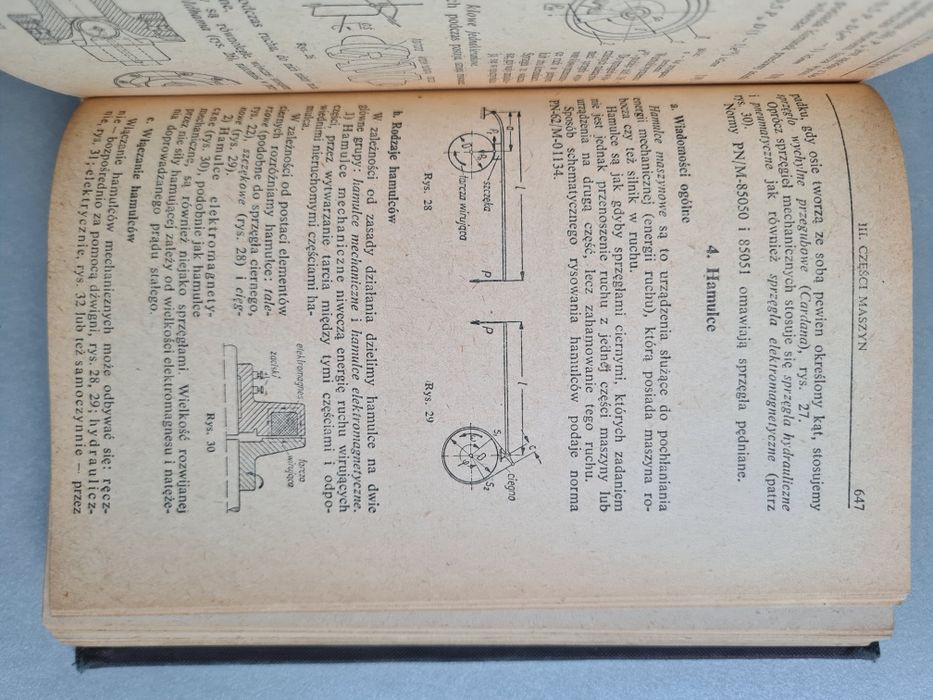 III. CZĘŚCI MASZYN
647
padku, gdy osie tworzą ze sobą pewien określony kąt, stosujemy
sprzęgło wychylne przegubowe (Cardana), rys. 27.
Oprócz sprzęgieł mechanicznych stosuje się sprzęgła hydrauliczne
i pneumatyczne jak również sprzęgła elektromagnetyczne (patrz
rys. 30).
Normy PN/M-85050 i 85051 omawiają sprzęgła pędniane.
4. Hamulce
a. Wiadomości ogólne
Hamulce maszynowe są to urządzenia służące do pochłaniania
energii mechanicznej (energii ruchu), którą posiada maszyna ro-
bocza czy też silnik w ruchu.
Hamulce są jak gdyby sprzęgłami ciernymi, których zadaniem
nie jest jednak przenoszenie ruchu z jednej części maszyny lub
urządzenia na drugą część, lecz zahamowanie tego ruchu.
Sposób schematycznego rysowania hamulców podaje norma
PN-62/M-01134.
l
a
P
szczęka
D
tarcza wirująca
Rys. 28
l
c
P
cięgno
S₁
S₂
D
Rys. 29
b. Rodzaje hamulców
W zależności od zasady działania dzielimy hamulce na dwie
główne grupy: hamulce mechaniczne i hamulce elektromagnetyczne.
1) Hamulce mechaniczne niweczą energię ruchu wirujących
części, przez wytwarzanie tarcia między tymi częściami i odpo-
wiednimi nieruchomymi częściami ha-
mulca.
W zależności od postaci elementów
ciernych rozróżniamy hamulce: tale-
rzowe (podobne do sprzęgła ciernego,
rys. 22), szczękowe (rys. 28) i cięg-
nowe (rys. 29).
2) Hamulce elektromagnety-
czne (rys. 30), podobnie jak hamulce
mechaniczne, są również niejako sprzęgłami. Wielkość rozwijanej
przez nie siły hamującej zależy od wielkości elektromagnesu i natęże-
nia doprowadzanego prądu stałego.
elektromagnes
zaciski
tarcza
wirująca
Rys. 30
c. Włączanie hamulców
Włączanie hamulców mechanicznych może odbywać się: ręcz-
nie — bezpośrednio za pomocą dźwigni, rys. 28, 29; hydraulicz-
nie, rys. 31; elektrycznie, rys. 32 lub też samoczynnie — przez